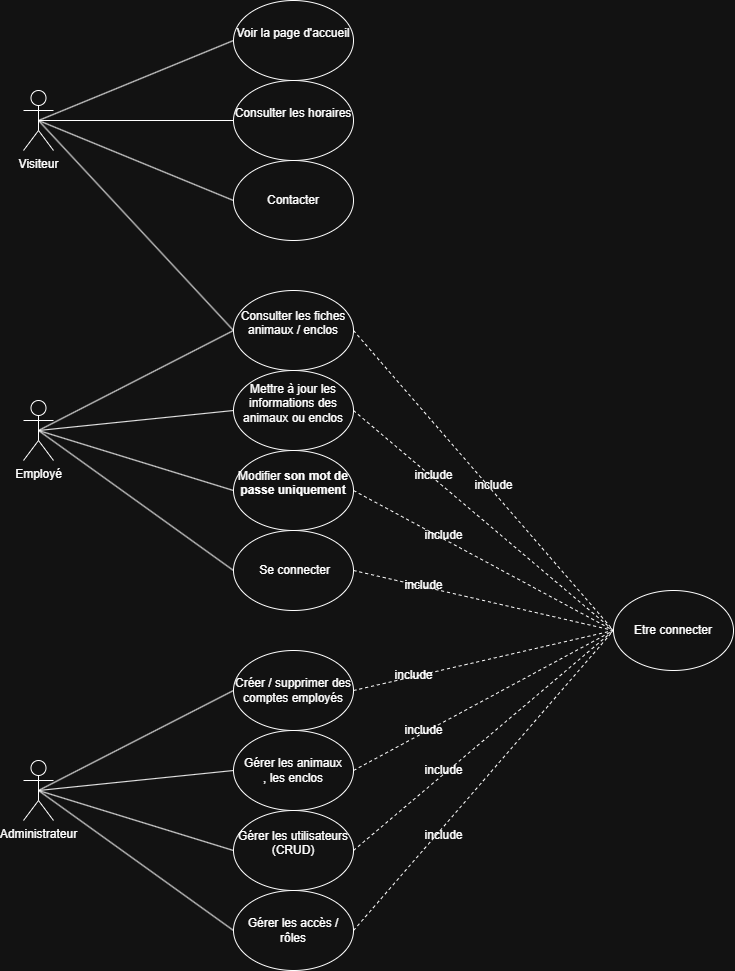 Voir la page d'accueil
Consulter les horaires
Visiteur
Contacter
Consulter les fiches
animaux / enclos
Mettre à jour les
informations des
animaux ou enclos
Employé
Modifier son mot de
passe uniquement
include
include
include
Se connecter
include
Etre connecter
Créer / supprimer des
comptes employés
include
include
Gérer les animaux
, les enclos
include
Administrateur
Gérer les utilisateurs
(CRUD)
include
Gérer les accès /
rôles